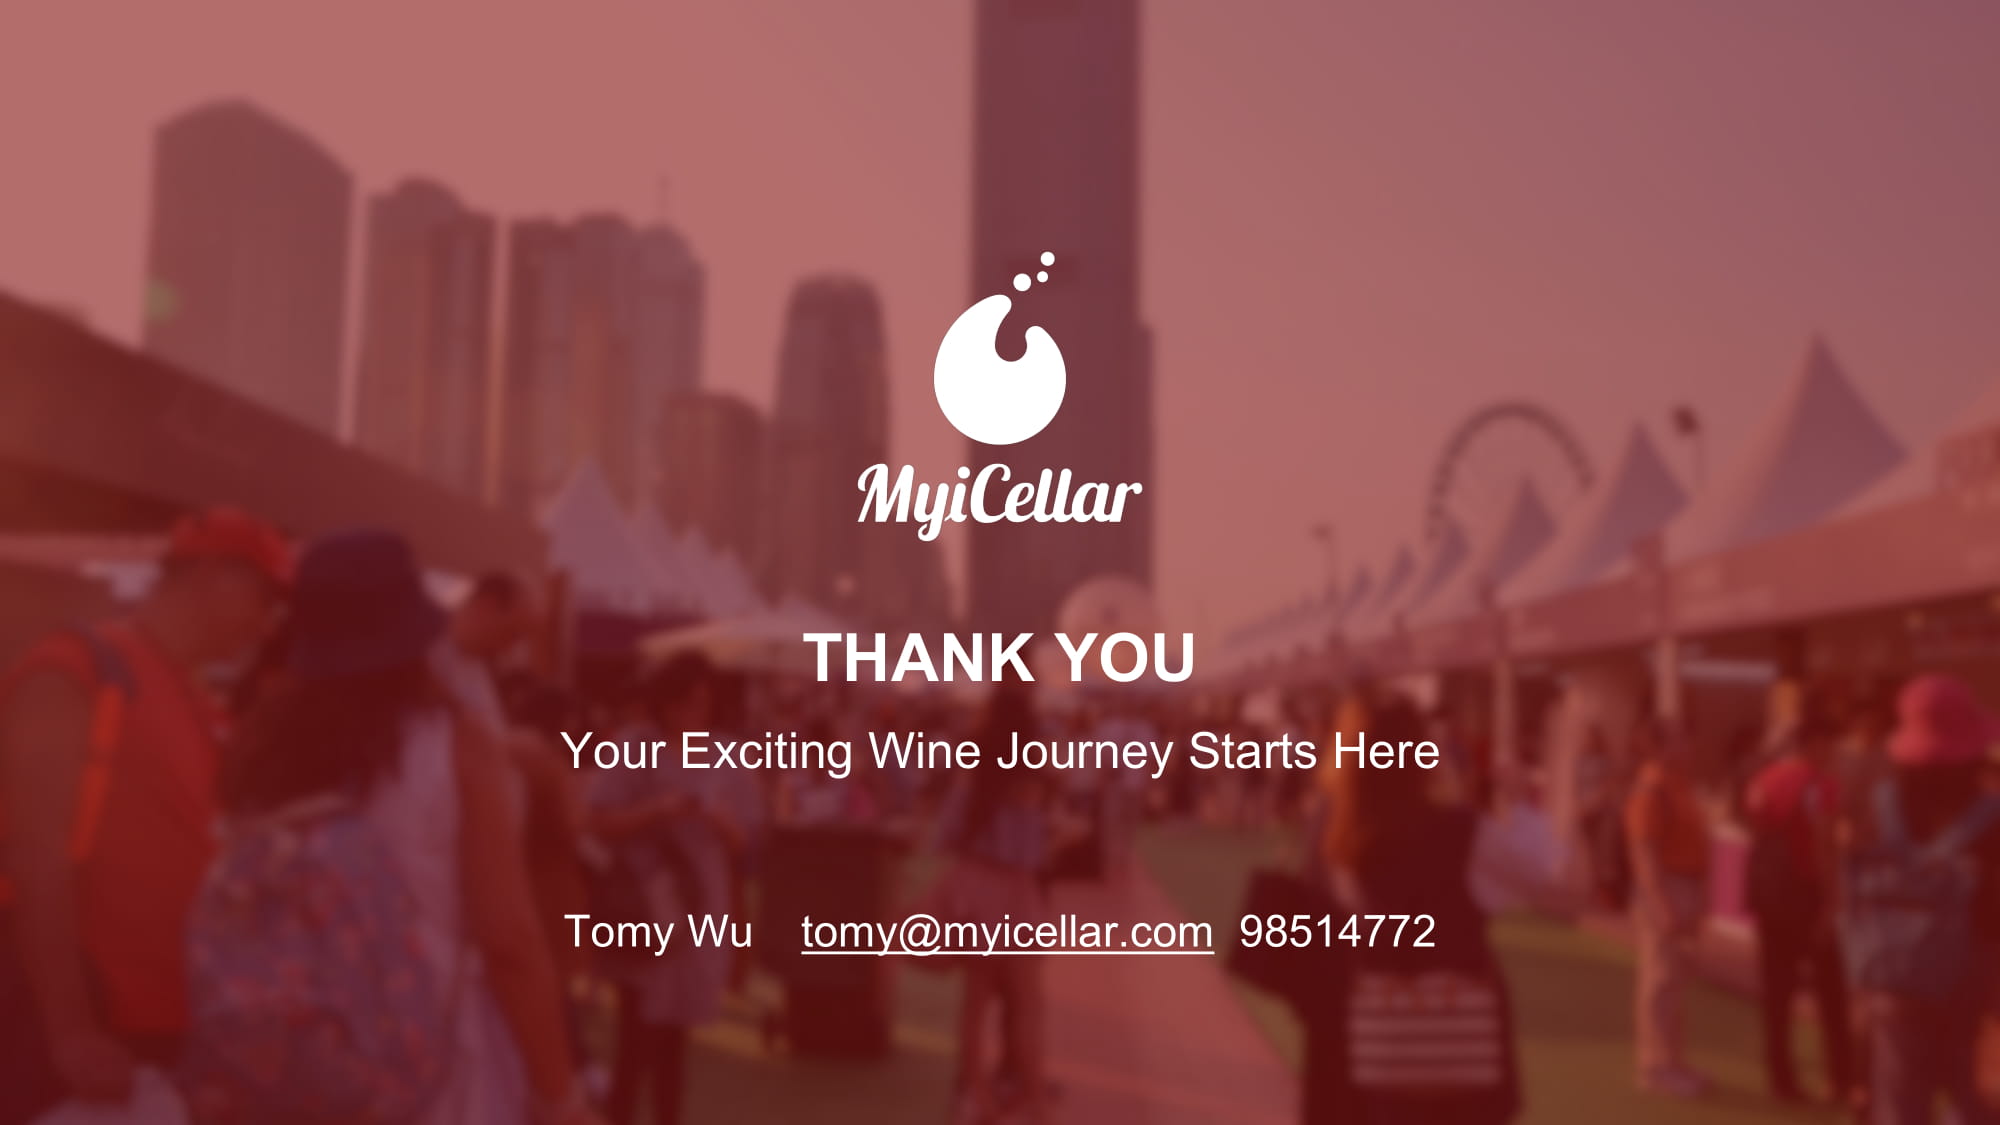 MyiCellar
THANK YOU
Your Exciting Wine Journey Starts Here
Tomy Wu tomy@myicellar.com 98514772